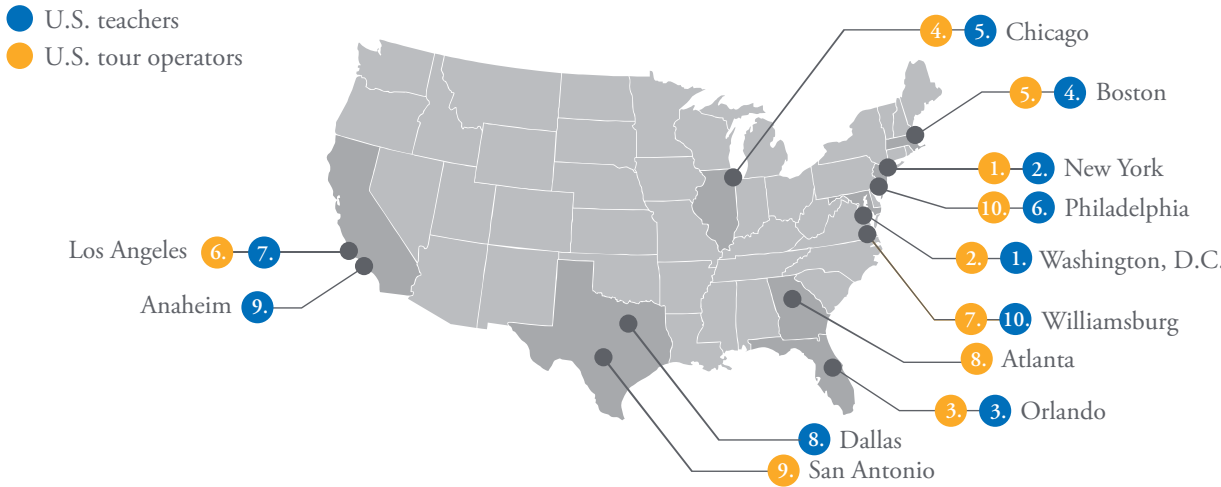 U.S. teachers
U.S. tour operators
4. 5. Chicago
5. 4. Boston
1. 2. New York
10. 6. Philadelphia
Los Angeles 6. 7.
2. 1. Washington, D.C.
Anaheim 9.
7. 10. Williamsburg
8. Atlanta
3. 3. Orlando
8. Dallas
9. San Antonio